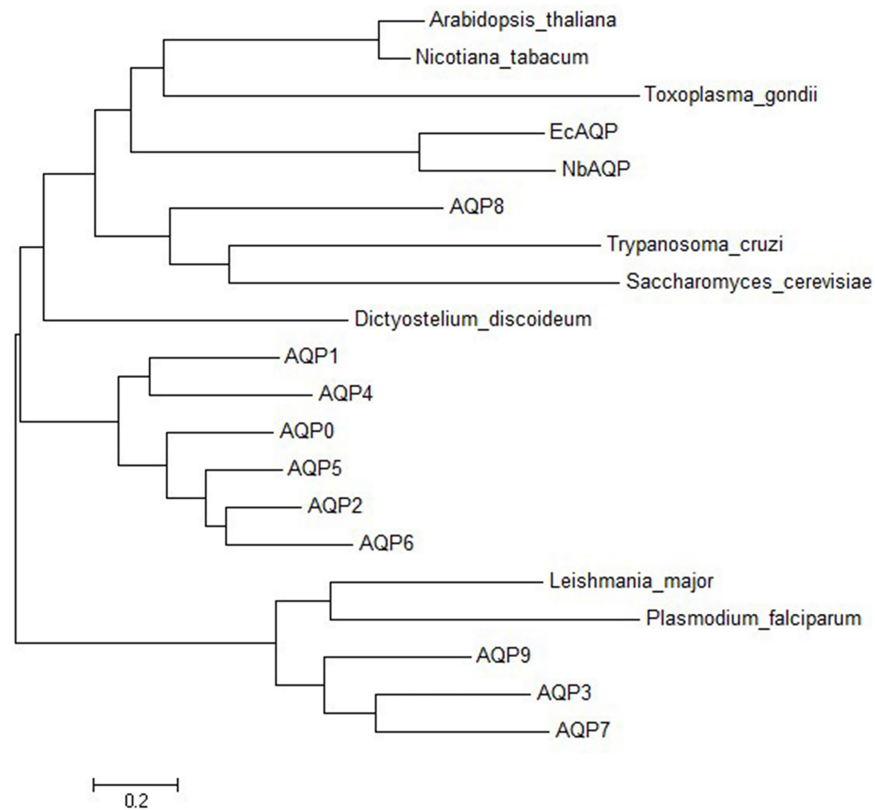 Arabidopsis_thaliana
Nicotiana_tabacum
Toxoplasma_gondii
EcAQP
NbAQP
AQP8
Trypanosoma_cruzi
Saccharomyces_cerevisiae
Dictyostelium_discoideum
AQP1
AQP4
AQP0
AQP5
AQP2
AQP6
Leishmania_major
Plasmodium_falciparum
AQP9
AQP3
AQP7
0.2